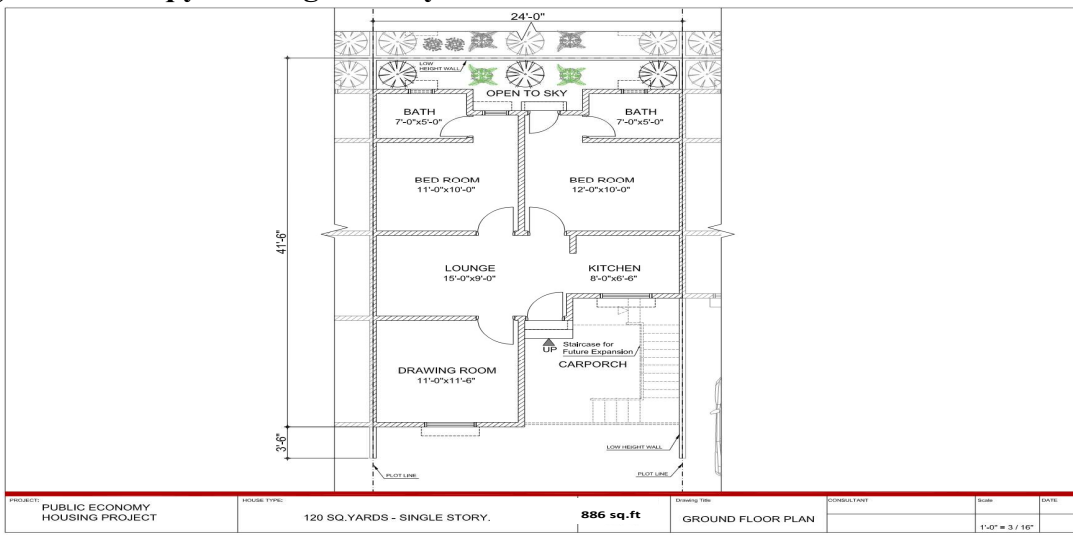 24'-0"
LOW
HEIGHT WALL
OPEN TO SKY
BATH
7'-0"x5'-0"
BATH
7'-0"x5'-0"
BED ROOM
11'-0"x10'-0"
BED ROOM
12'-0"x10'-0"
41'-6"
LOUNGE
15'-0"x9'-0"
KITCHEN
8'-0"x6'-6"
UP
Staircase for
Future Expansion
CARPORCH
DRAWING ROOM
11'-0"x11'-6"
3'-6"
LOW HEIGHT WALL
PLOT LINE
PLOT LINE
PROJECT:
PUBLIC ECONOMY
HOUSING PROJECT
HOUSE TYPE:
120 SQ.YARDS - SINGLE STORY.
886 sq.ft
Drawing Title
GROUND FLOOR PLAN
CONSULTANT
Scale
1'-0" = 3 / 16"
DATE